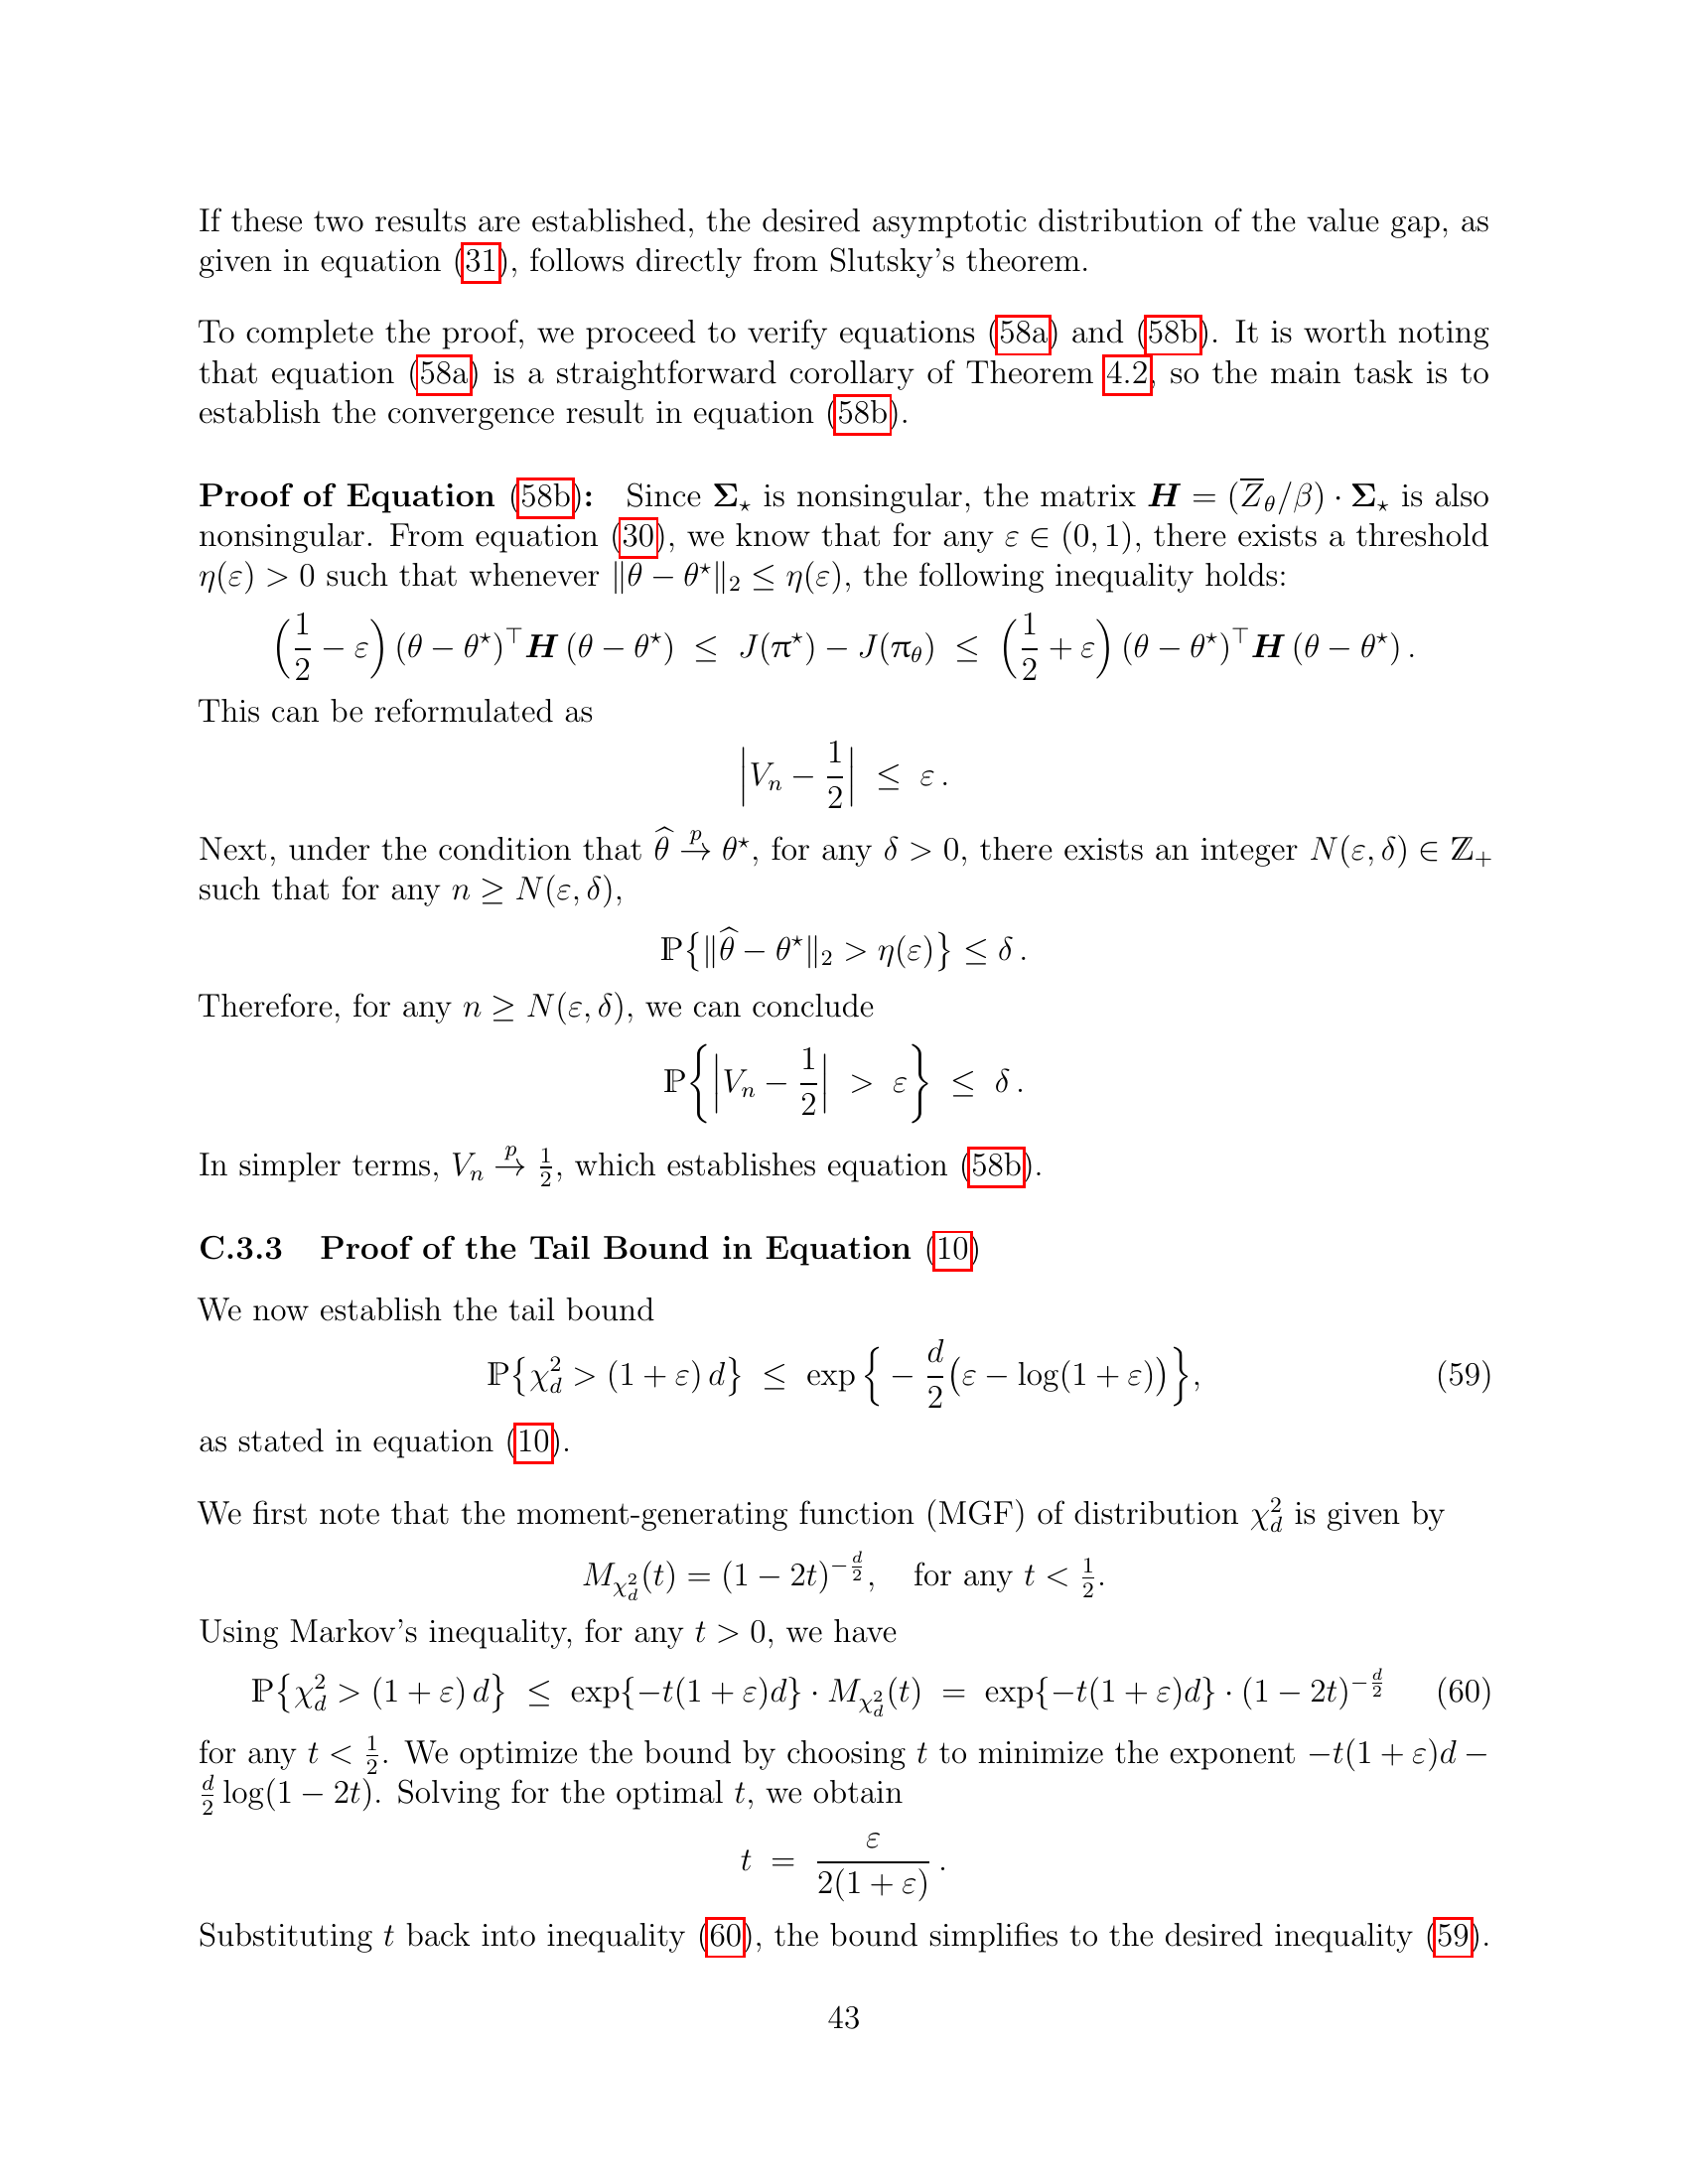 If these two results are established, the desired asymptotic distribution of the value gap, as
given in equation (31), follows directly from Slutsky's theorem.
To complete the proof, we proceed to verify equations (58a) and (58b). It is worth noting
that equation (58a) is a straightforward corollary of Theorem 4.2, so the main task is to
establish the convergence result in equation (58b).
Proof of Equation (58b): Since $\boldsymbol{\Sigma}_\star$ is nonsingular, the matrix $\boldsymbol{H} = (\overline{Z}_\theta/\beta) \cdot \boldsymbol{\Sigma}_\star$ is also
nonsingular. From equation (30), we know that for any $\varepsilon \in (0, 1)$, there exists a threshold
$\eta(\varepsilon) > 0$ such that whenever $\|\theta - \theta^\star\|_2 \leq \eta(\varepsilon)$, the following inequality holds:
$\left(\frac{1}{2} - \varepsilon\right)(\theta - \theta^\star)^\top \boldsymbol{H}\,(\theta - \theta^\star) \leq J(\pi^\star) - J(\pi_\theta) \leq \left(\frac{1}{2} + \varepsilon\right)(\theta - \theta^\star)^\top \boldsymbol{H}\,(\theta - \theta^\star)\,.$
This can be reformulated as
$\left|V_n - \frac{1}{2}\right| \leq \varepsilon\,.$
Next, under the condition that $\widehat{\theta} \xrightarrow{p} \theta^\star$, for any $\delta > 0$, there exists an integer $N(\varepsilon, \delta) \in \mathbb{Z}_+$
such that for any $n \geq N(\varepsilon, \delta)$,
$\mathbb{P}\{\|\widehat{\theta} - \theta^\star\|_2 > \eta(\varepsilon)\} \leq \delta\,.$
Therefore, for any $n \geq N(\varepsilon, \delta)$, we can conclude
$\mathbb{P}\left\{\left|V_n - \frac{1}{2}\right| > \varepsilon\right\} \leq \delta\,.$
In simpler terms, $V_n \xrightarrow{p} \frac{1}{2}$, which establishes equation (58b).
C.3.3 Proof of the Tail Bound in Equation (10)
We now establish the tail bound
$\mathbb{P}\{\chi_d^2 > (1 + \varepsilon)\,d\} \leq \exp\left\{-\frac{d}{2}(\varepsilon - \log(1 + \varepsilon))\right\},$ (59)
as stated in equation (10).
We first note that the moment-generating function (MGF) of distribution $\chi_d^2$ is given by
$M_{\chi_d^2}(t) = (1 - 2t)^{-\frac{d}{2}}, \quad \text{for any } t < \frac{1}{2}.$
Using Markov's inequality, for any $t > 0$, we have
$\mathbb{P}\{\chi_d^2 > (1 + \varepsilon)\,d\} \leq \exp\{-t(1 + \varepsilon)d\} \cdot M_{\chi_d^2}(t) = \exp\{-t(1 + \varepsilon)d\} \cdot (1 - 2t)^{-\frac{d}{2}}$ (60)
for any $t < \frac{1}{2}$. We optimize the bound by choosing $t$ to minimize the exponent $-t(1 + \varepsilon)d -$
$\frac{d}{2}\log(1 - 2t)$. Solving for the optimal $t$, we obtain
$t = \frac{\varepsilon}{2(1 + \varepsilon)}\,.$
Substituting $t$ back into inequality (60), the bound simplifies to the desired inequality (59).
43